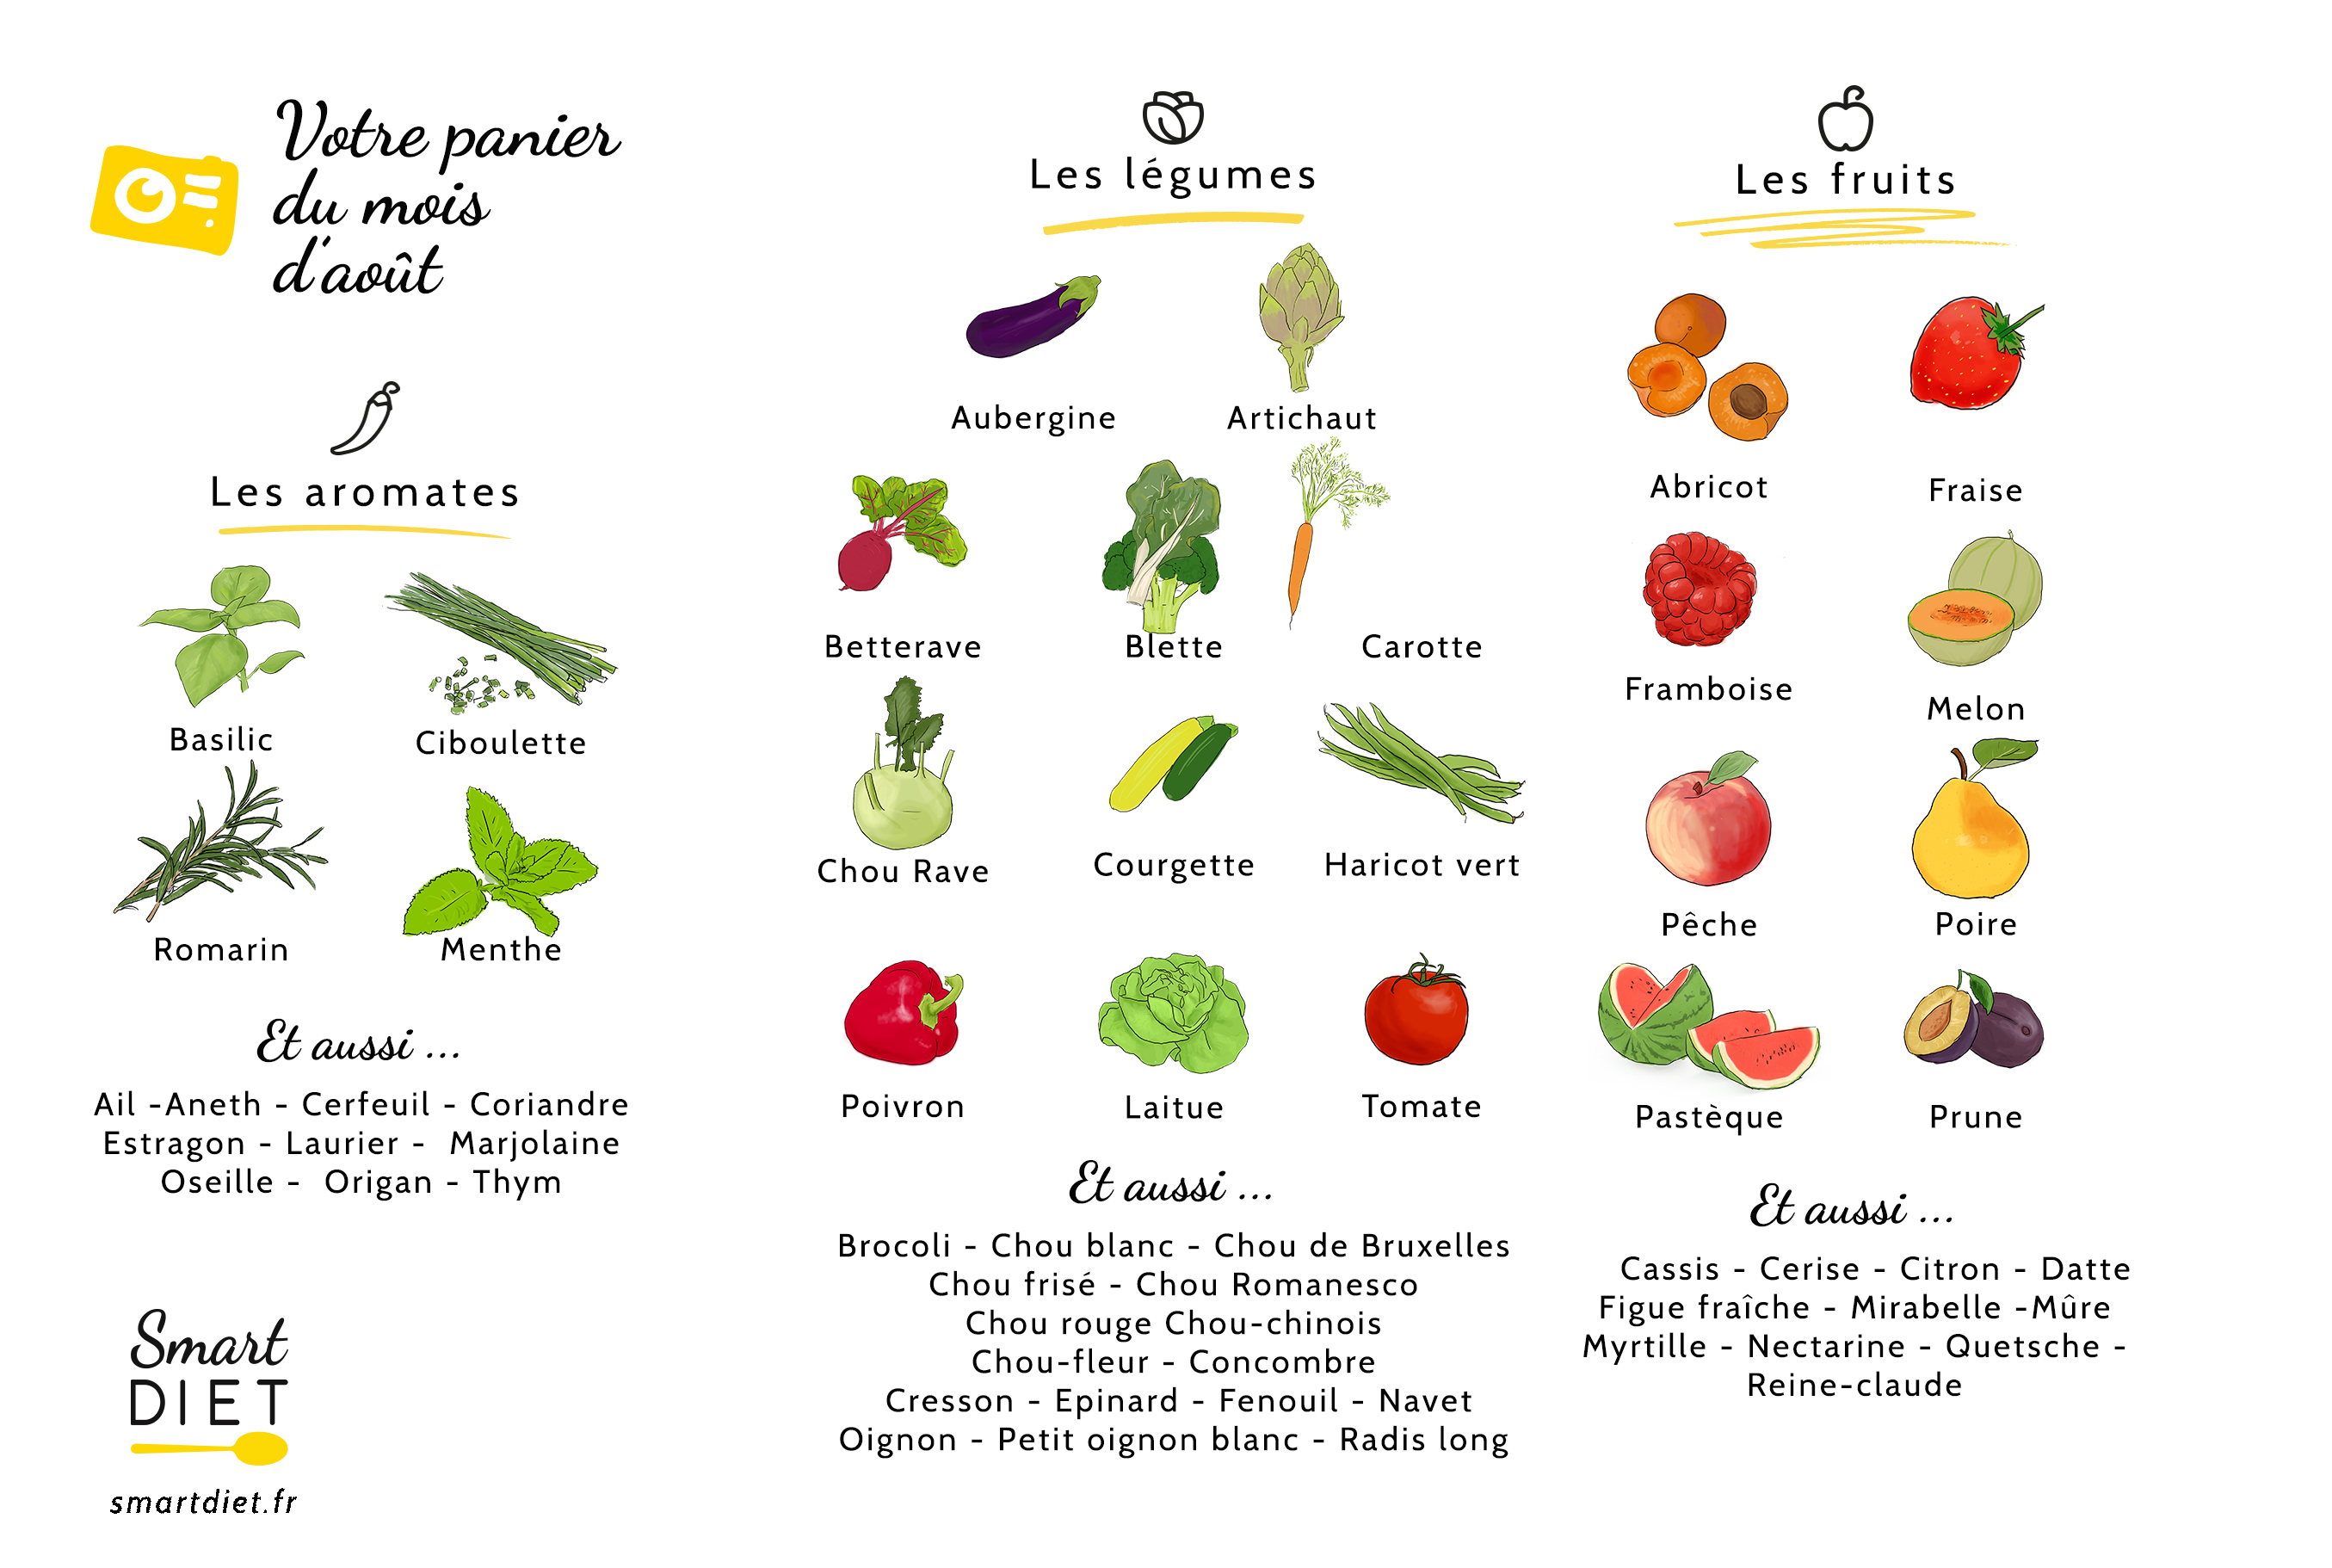 Votre panier
du mois
d'août
Les aromates
Basilic
Ciboulette
Romarin
Menthe
Et aussi ...
Ail -Aneth - Cerfeuil - Coriandre
Estragon - Laurier - Marjolaine
Oseille - Origan - Thym
Smart
DIET
smartdiet.fr
Les légumes
Aubergine
Artichaut
Betterave
Blette
Carotte
Chou Rave
Courgette
Haricot vert
Poivron
Laitue
Tomate
Et aussi ...
Brocoli - Chou blanc - Chou de Bruxelles
Chou frisé - Chou Romanesco
Chou rouge Chou-chinois
Chou-fleur - Concombre
Cresson - Epinard - Fenouil - Navet
Oignon - Petit oignon blanc - Radis long
Les fruits
Abricot
Fraise
Framboise
Melon
Pêche
Poire
Pastèque
Prune
Et aussi ...
Cassis - Cerise - Citron - Datte
Figue fraîche - Mirabelle -Mûre
Myrtille - Nectarine - Quetsche -
Reine-claude